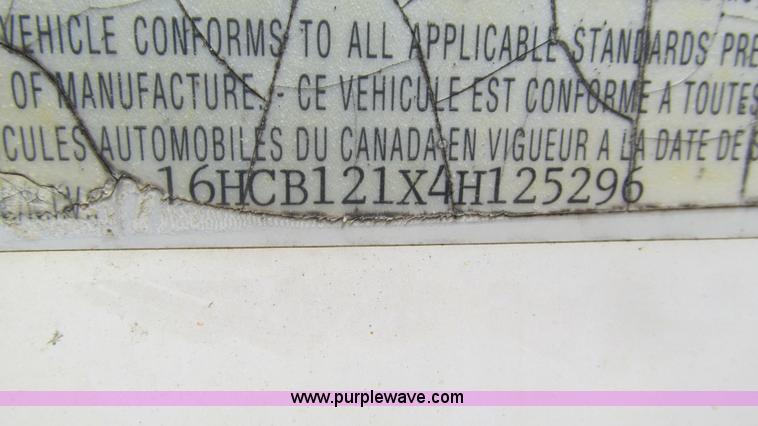 VEHICLE CONFORMS TO ALL APPLICABLE STANDARDS PRE
OF MANUFACTURE. - CE VEHICULE EST CONFORME A TOUTES
CULES AUTOMOBILES DU CANADA EN VIGUEUR A LA DATE DE S
16HCB121X4H125296
www.purplewave.com